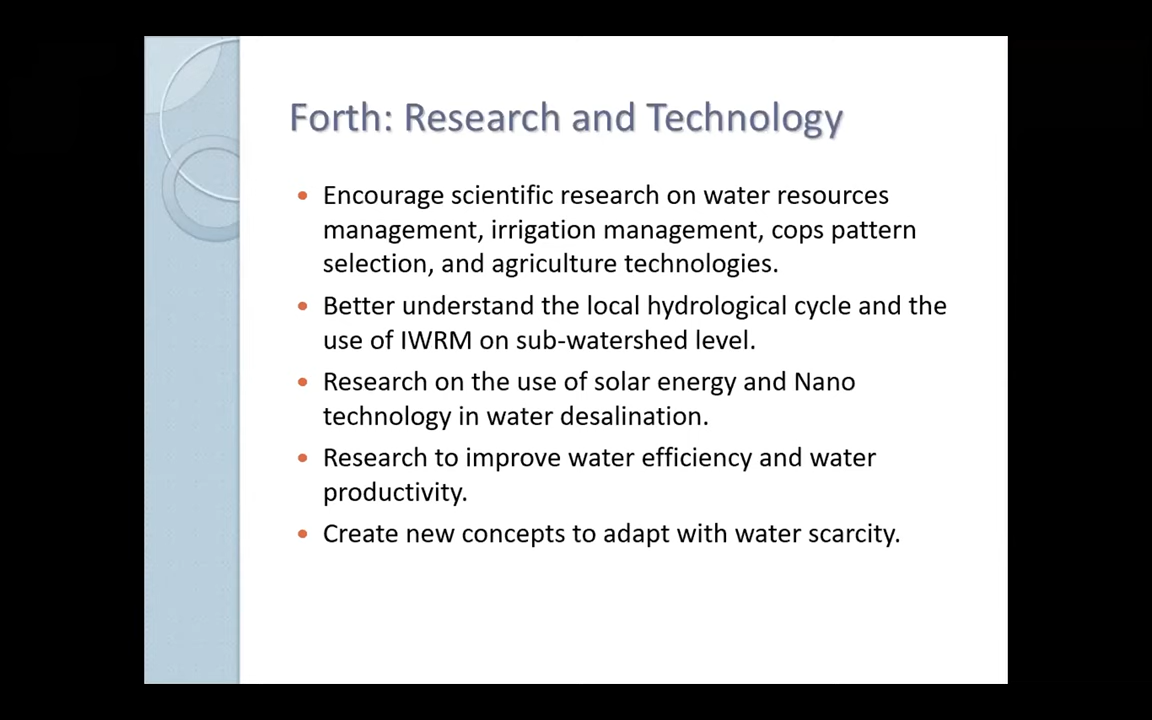 Forth: Research and Technology
• Encourage scientific research on water resources
management, irrigation management, cops pattern
selection, and agriculture technologies.
• Better understand the local hydrological cycle and the
use of IWRM on sub-watershed level.
• Research on the use of solar energy and Nano
technology in water desalination.
• Research to improve water efficiency and water
productivity.
• Create new concepts to adapt with water scarcity.